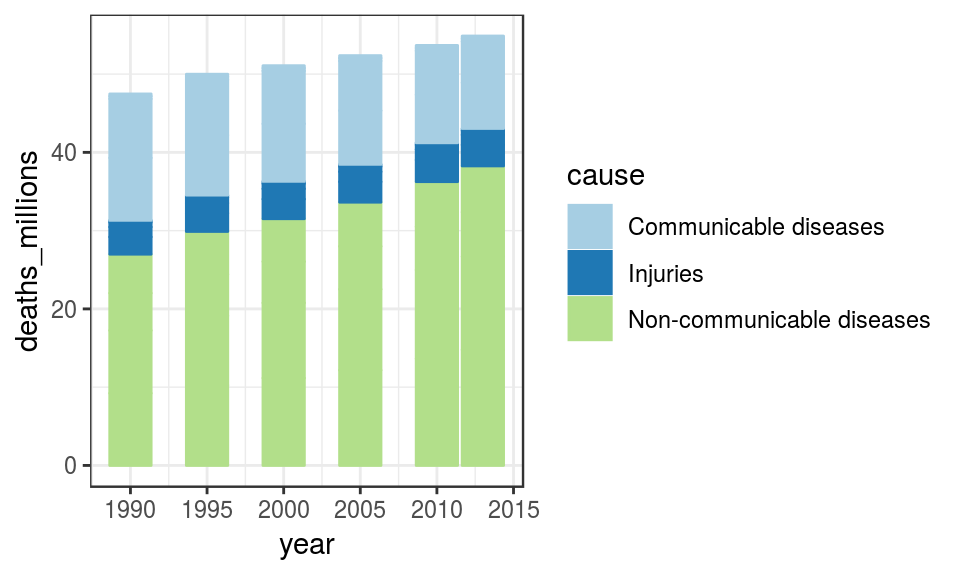 deaths_millions
40
20
0
1990 1995 2000 2005 2010 2015
year
cause
Communicable diseases
Injuries
Non-communicable diseases